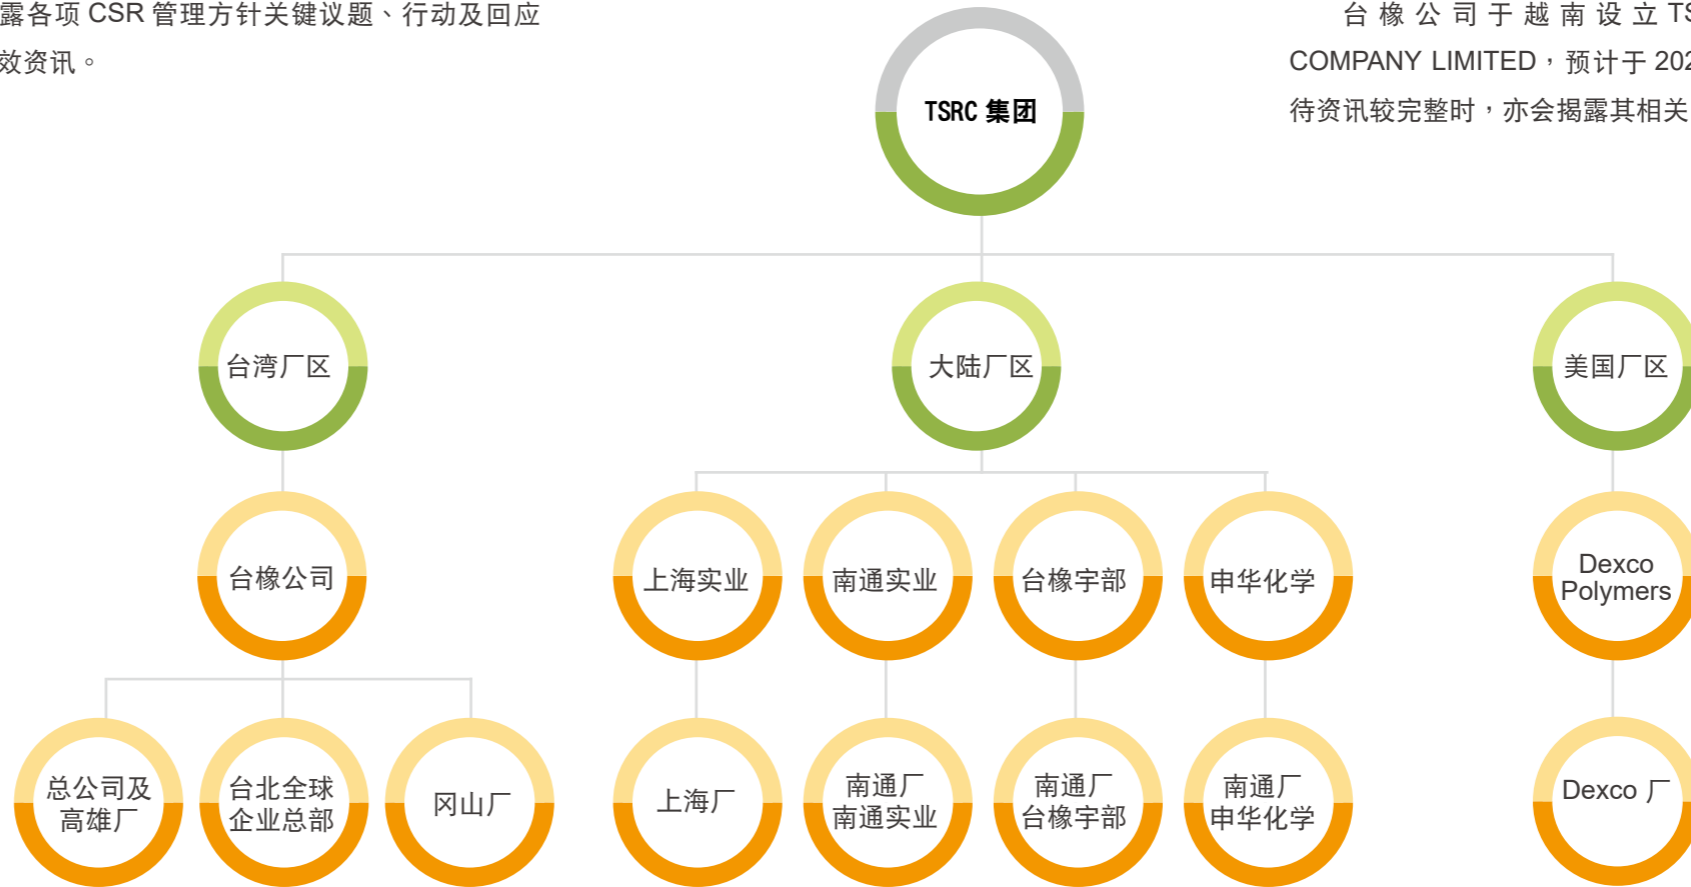 露各项 CSR 管理方针关键议题、行动及回应
效资讯。
台橡公司于越南设立 TS
COMPANY LIMITED，预计于 202
待资讯较完整时，亦会揭露其相关
TSRC 集团
台湾厂区
大陆厂区
美国厂区
台橡公司
上海实业
南通实业
台橡宇部
申华化学
Dexco
Polymers
总公司及
高雄厂
台北全球
企业总部
冈山厂
上海厂
南通厂
南通实业
南通厂
台橡宇部
南通厂
申华化学
Dexco 厂